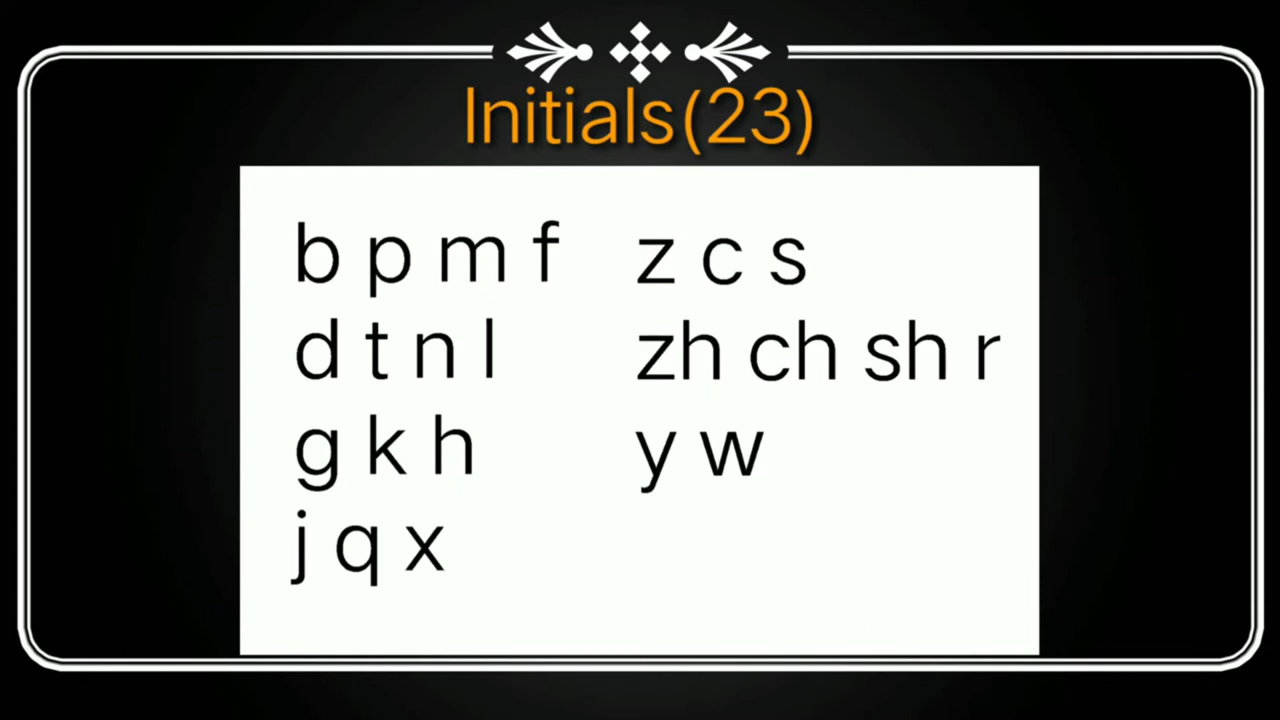 Initials(23)
b p m f
d t n l
g k h
j q x
z c s
zh ch sh r
y w